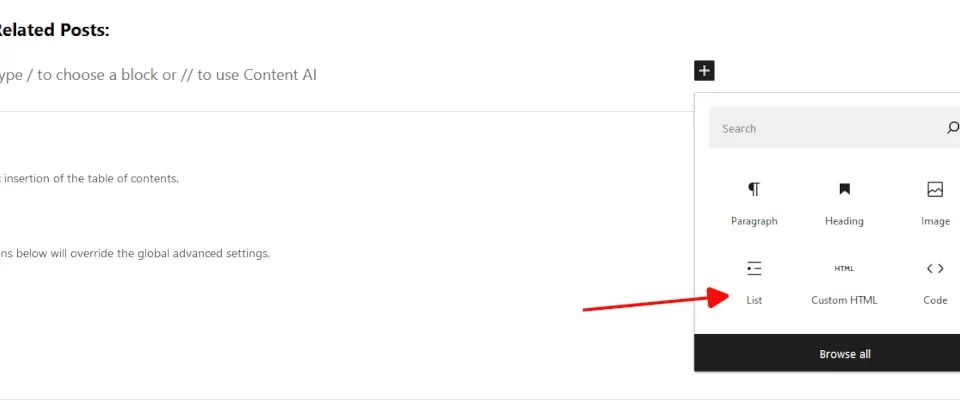 Related Posts:
ype / to choose a block or // to use Content AI
Search
insertion of the table of contents.
Paragraph Heading Image
ns below will override the global advanced settings.
HTML
List Custom HTML Code
Browse all